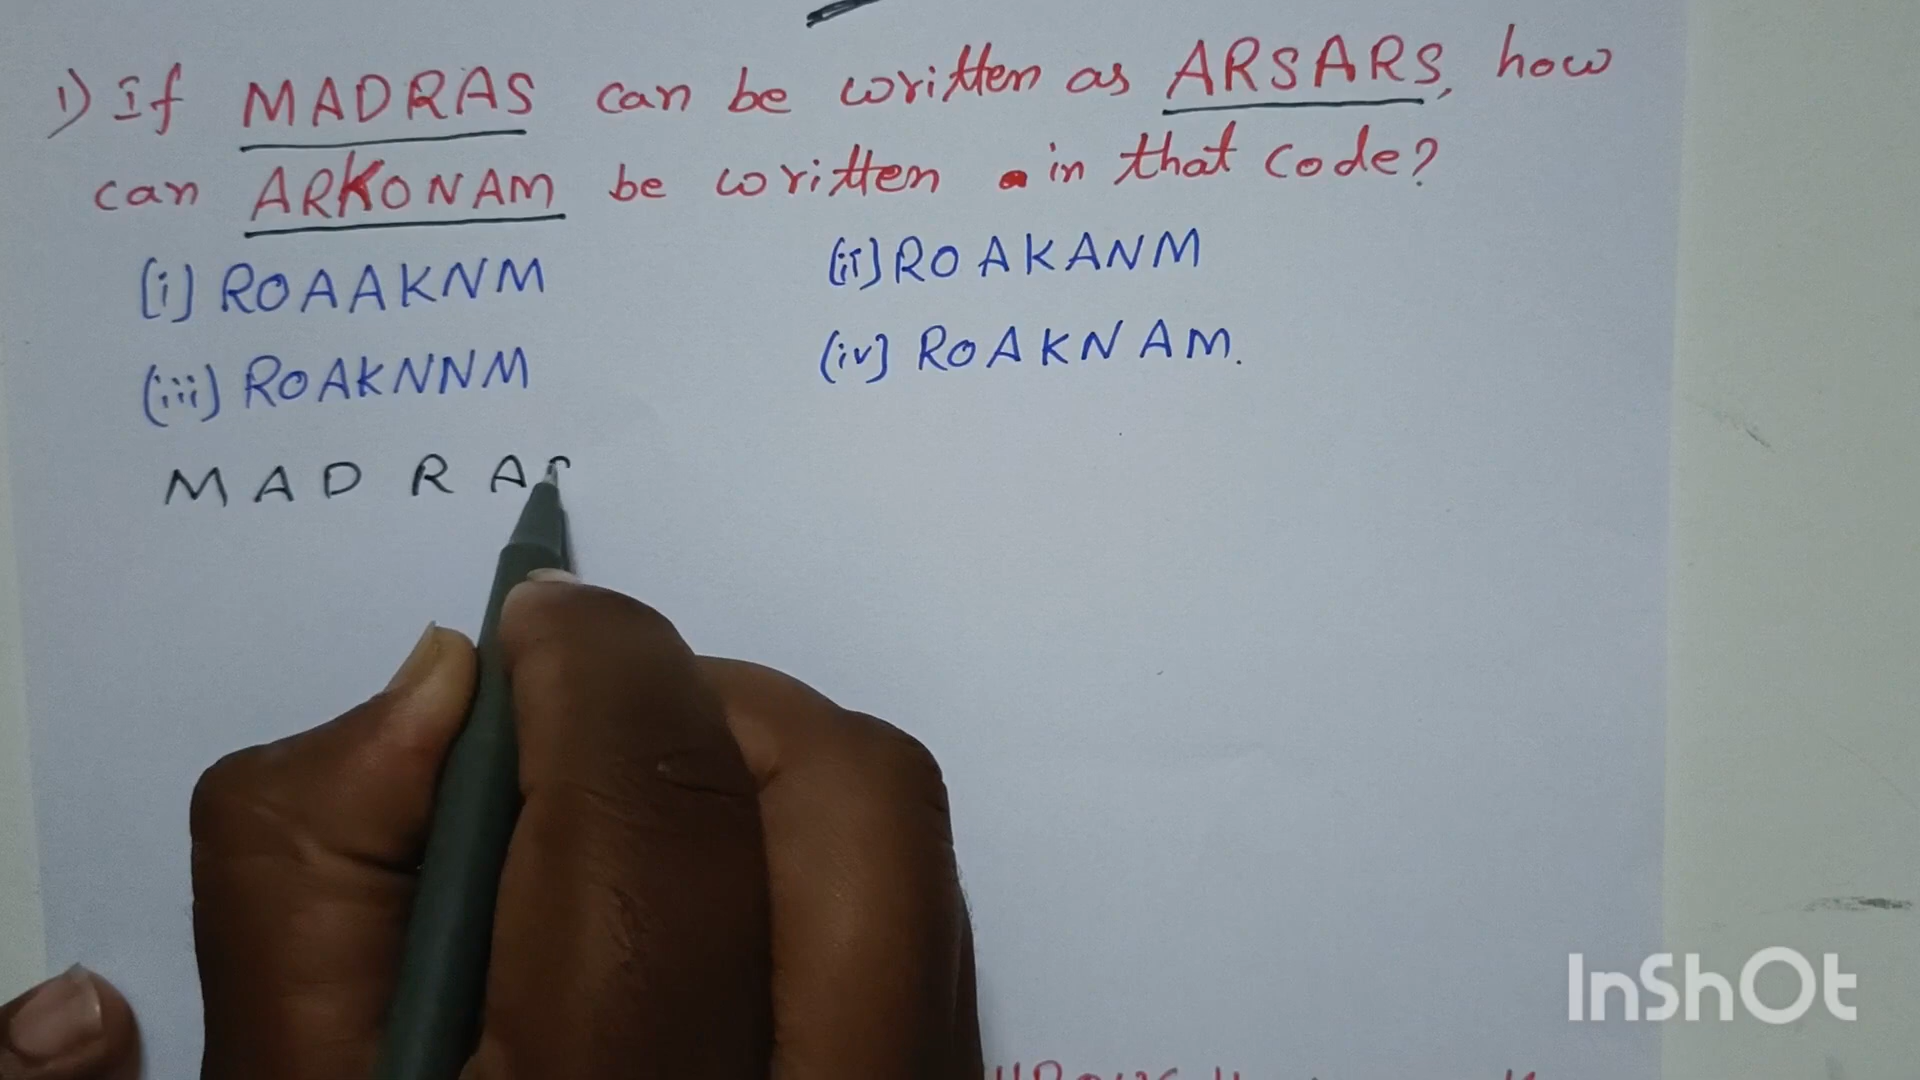 1) If MADRAS can be written as ARSARS, how
can ARKONAM be written in that code?
(i) ROAAKNM (ii) ROAKANM
(iii) ROAKNNM (iv) ROAKNAM.
M A D R A S
InShOt